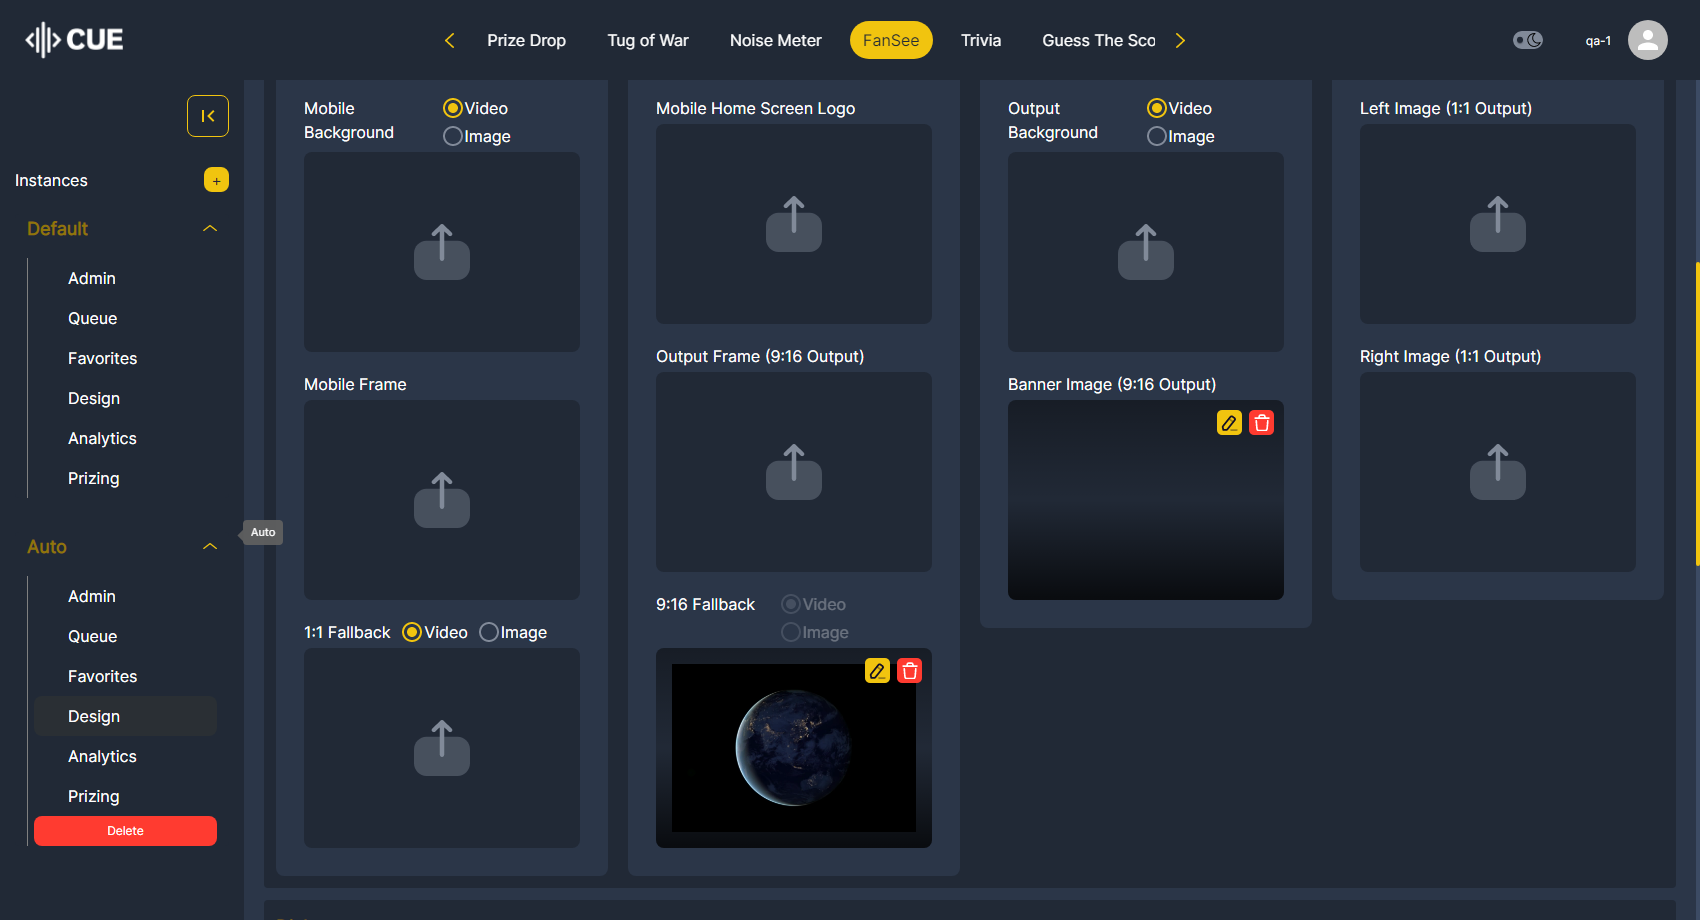 CUE
Prize Drop
Tug of War
Noise Meter
FanSee
Trivia
Guess The Sco
qa-1
Instances
+
Default
Admin
Queue
Favorites
Design
Analytics
Prizing
Auto
Auto
Admin
Queue
Favorites
Design
Analytics
Prizing
Delete
Mobile
Background
Video
Image
Mobile Frame
1:1 Fallback
Video
Image
Mobile Home Screen Logo
Output Frame (9:16 Output)
9:16 Fallback
Video
Image
Output
Background
Video
Image
Banner Image (9:16 Output)
Left Image (1:1 Output)
Right Image (1:1 Output)